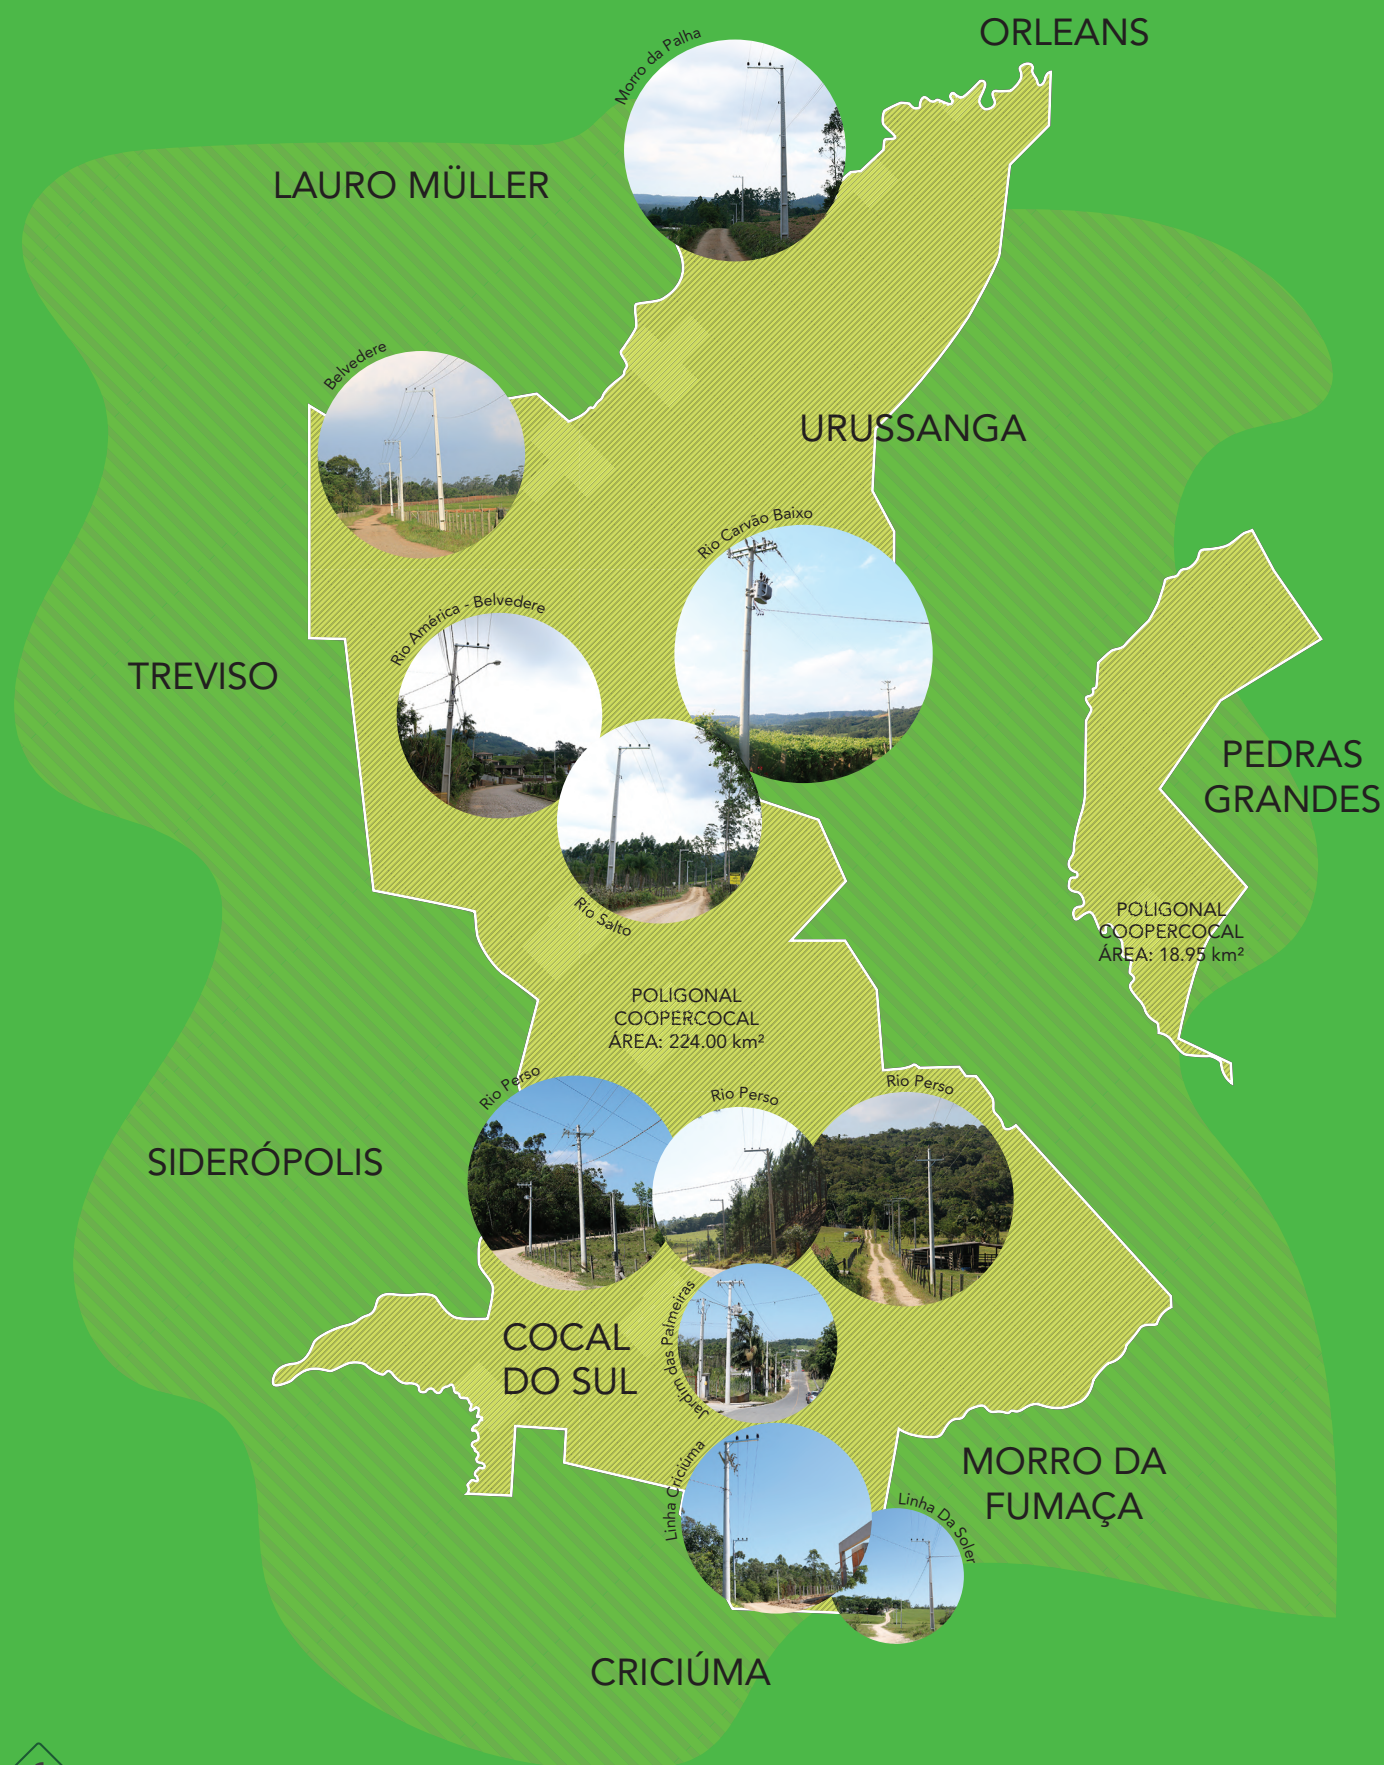 ORLEANS
Morro da Palha
LAURO MÜLLER
Belvedere
URUSSANGA
Rio Carvão Baixo
Rio América - Belvedere
TREVISO
PEDRAS
GRANDES
Rio Salto
POLIGONAL
COOPERCOCAL
ÁREA: 18.95 km²
POLIGONAL
COOPERCOCAL
ÁREA: 224.00 km²
Rio Perso
Rio Perso
Rio Perso
SIDERÓPOLIS
COCAL
DO SUL
Jardim das Palmeiras
Linha Criciúma
MORRO DA
FUMAÇA
Linha Da Soler
CRICIÚMA